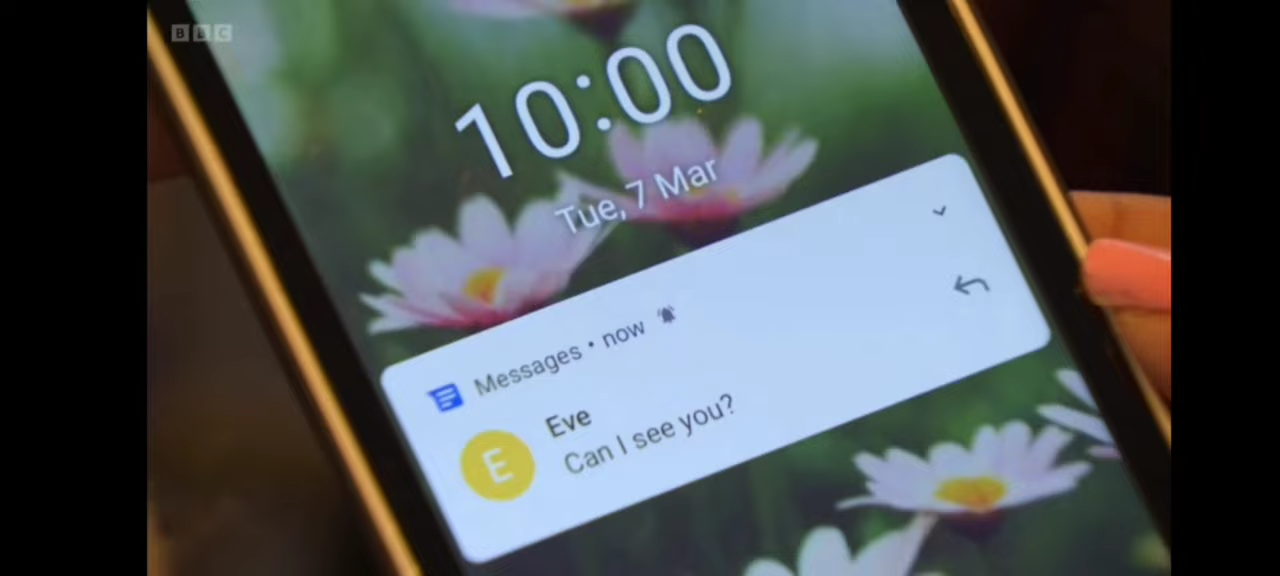 BBC
10:00
Tue, 7 Mar
Messages • now
Eve
E
Can I see you?